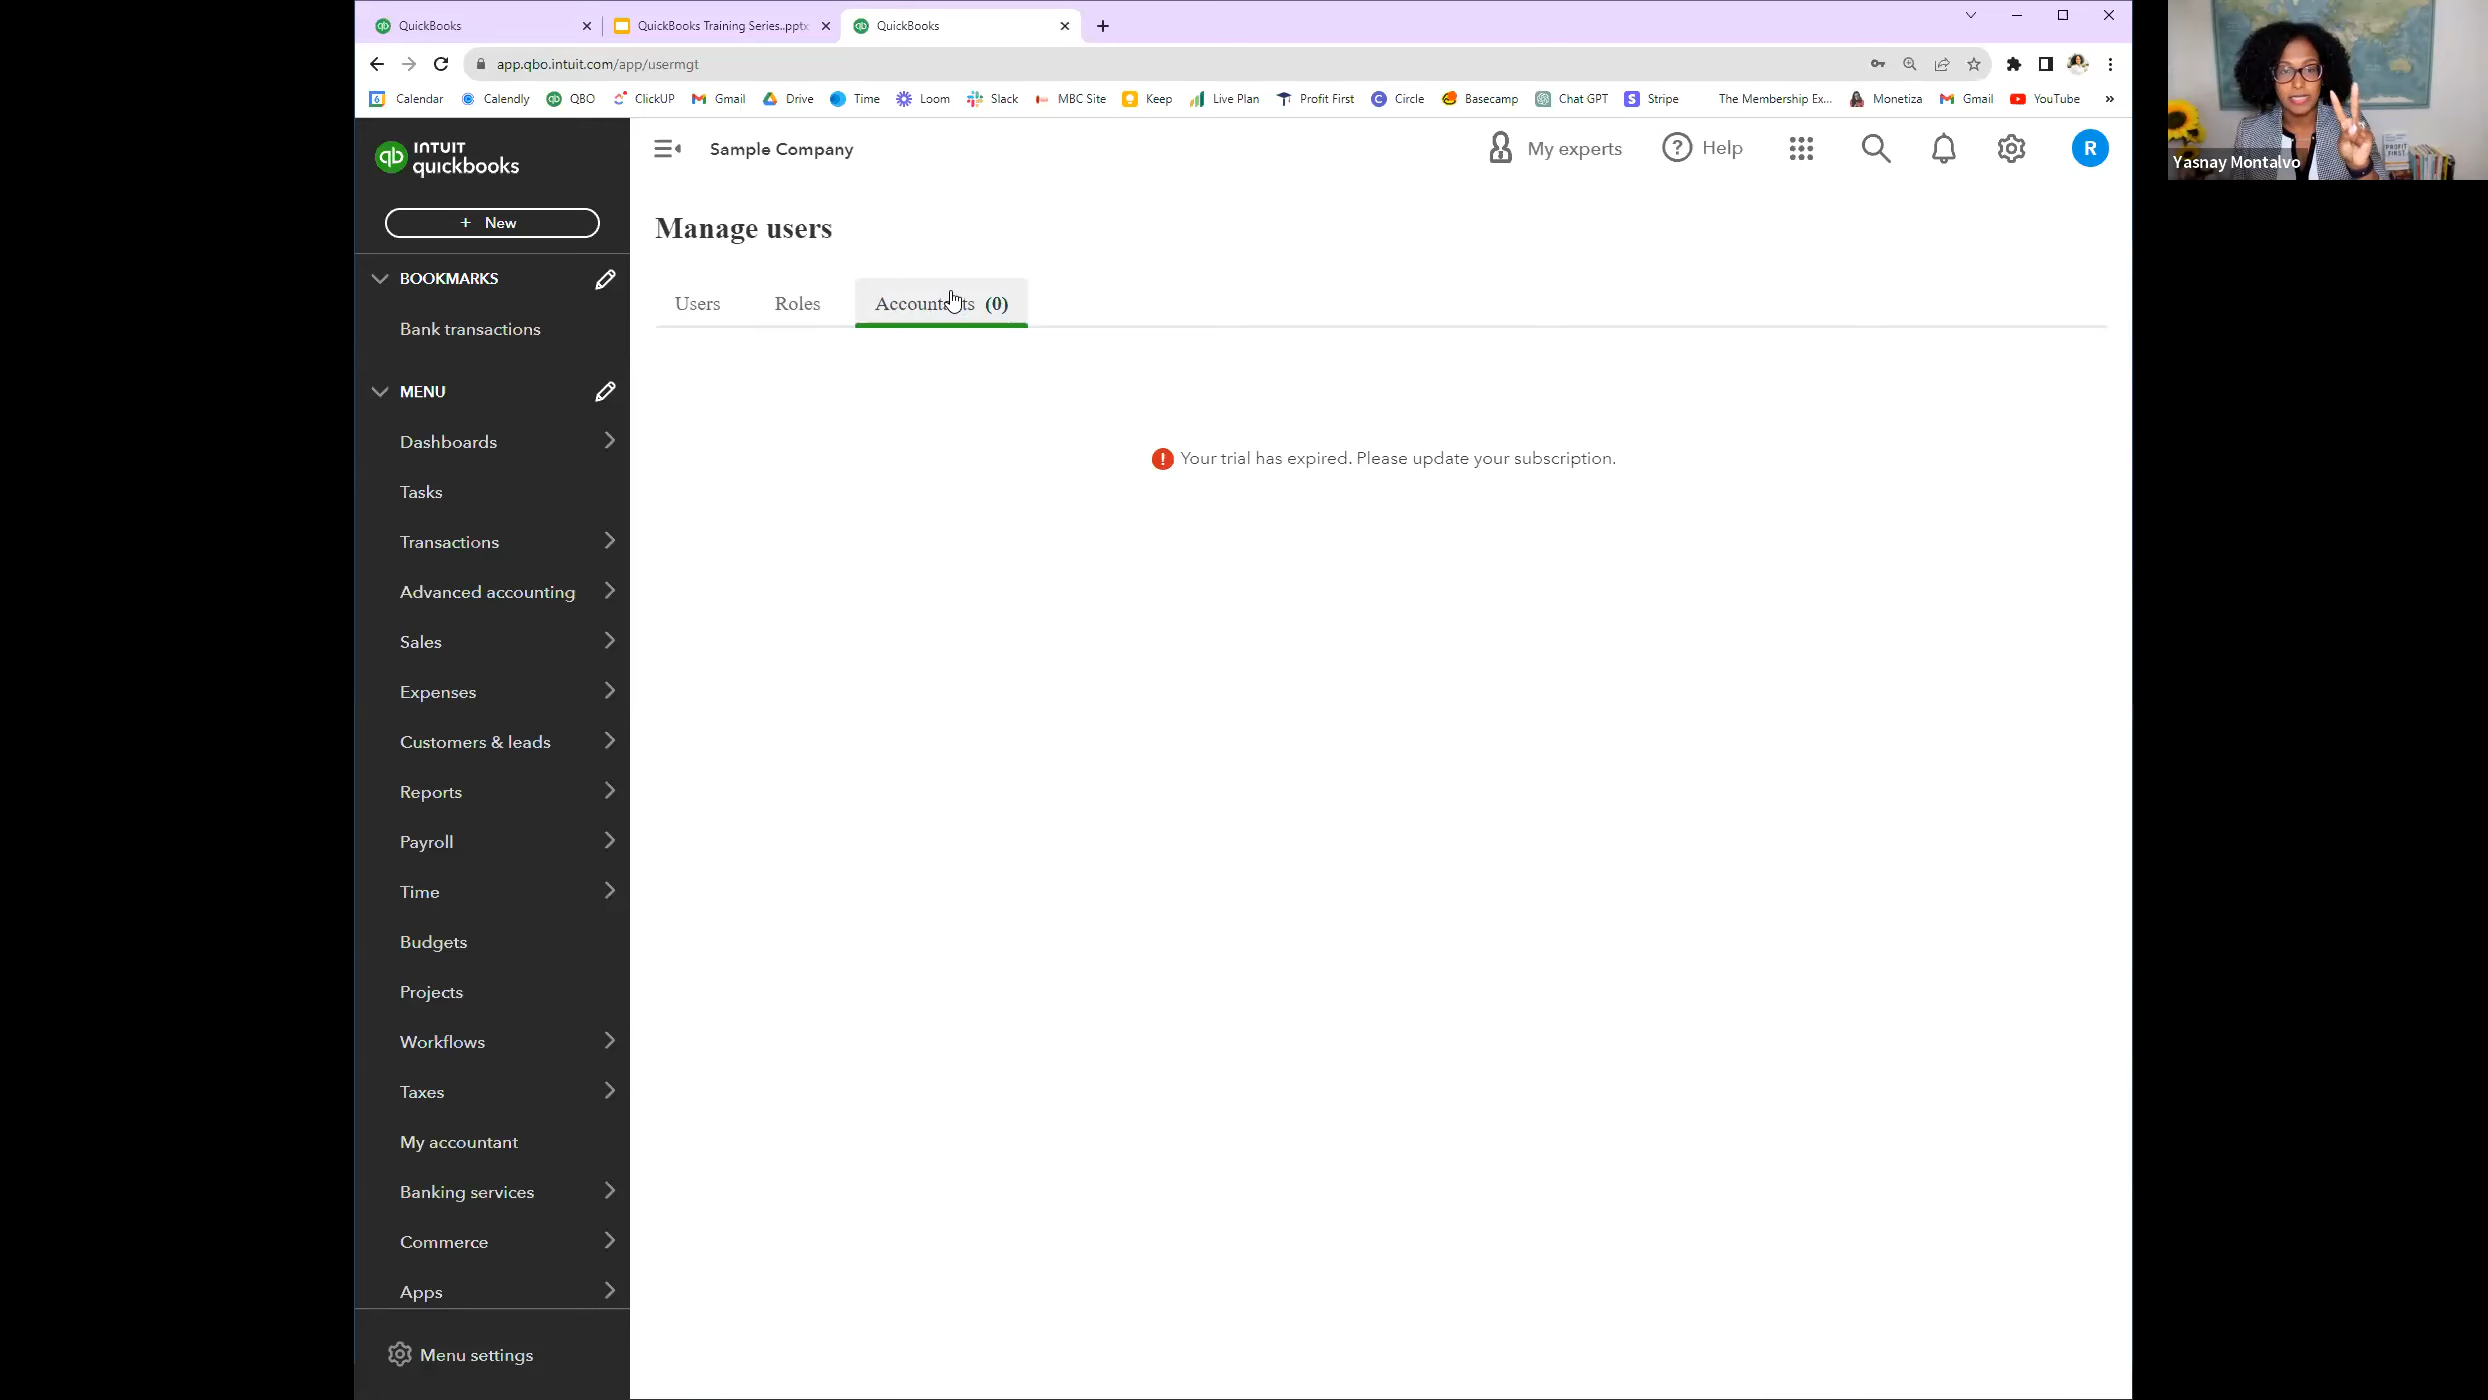 QuickBooks
QuickBooks Training Series..pptx
QuickBooks
app.qbo.intuit.com/app/usermgt
Calendar
Calendly
QBO
ClickUP
Gmail
Drive
Time
Loom
Slack
MBC Site
Keep
Live Plan
Profit First
Circle
Basecamp
Chat GPT
Stripe
The Membership Ex...
Monetiza
Gmail
YouTube
»
Yasnay Montalvo
PROFIT
FIRST
INTUIT
quickbooks
Sample Company
My experts
Help
R
+ New
Manage users
BOOKMARKS
Bank transactions
Users
Roles
Accountants (0)
MENU
Your trial has expired. Please update your subscription.
Dashboards
Tasks
Transactions
Advanced accounting
Sales
Expenses
Customers & leads
Reports
Payroll
Time
Budgets
Projects
Workflows
Taxes
My accountant
Banking services
Commerce
Apps
Menu settings